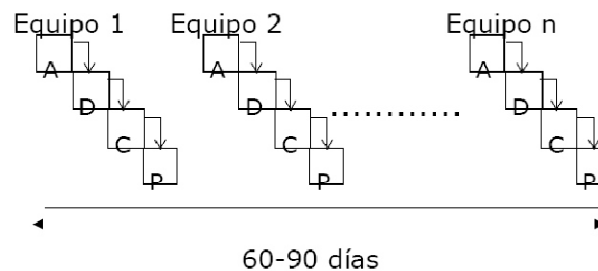 Equipo 1 Equipo 2 Equipo n
A A A
D D D
C C C
P P P
60-90 días